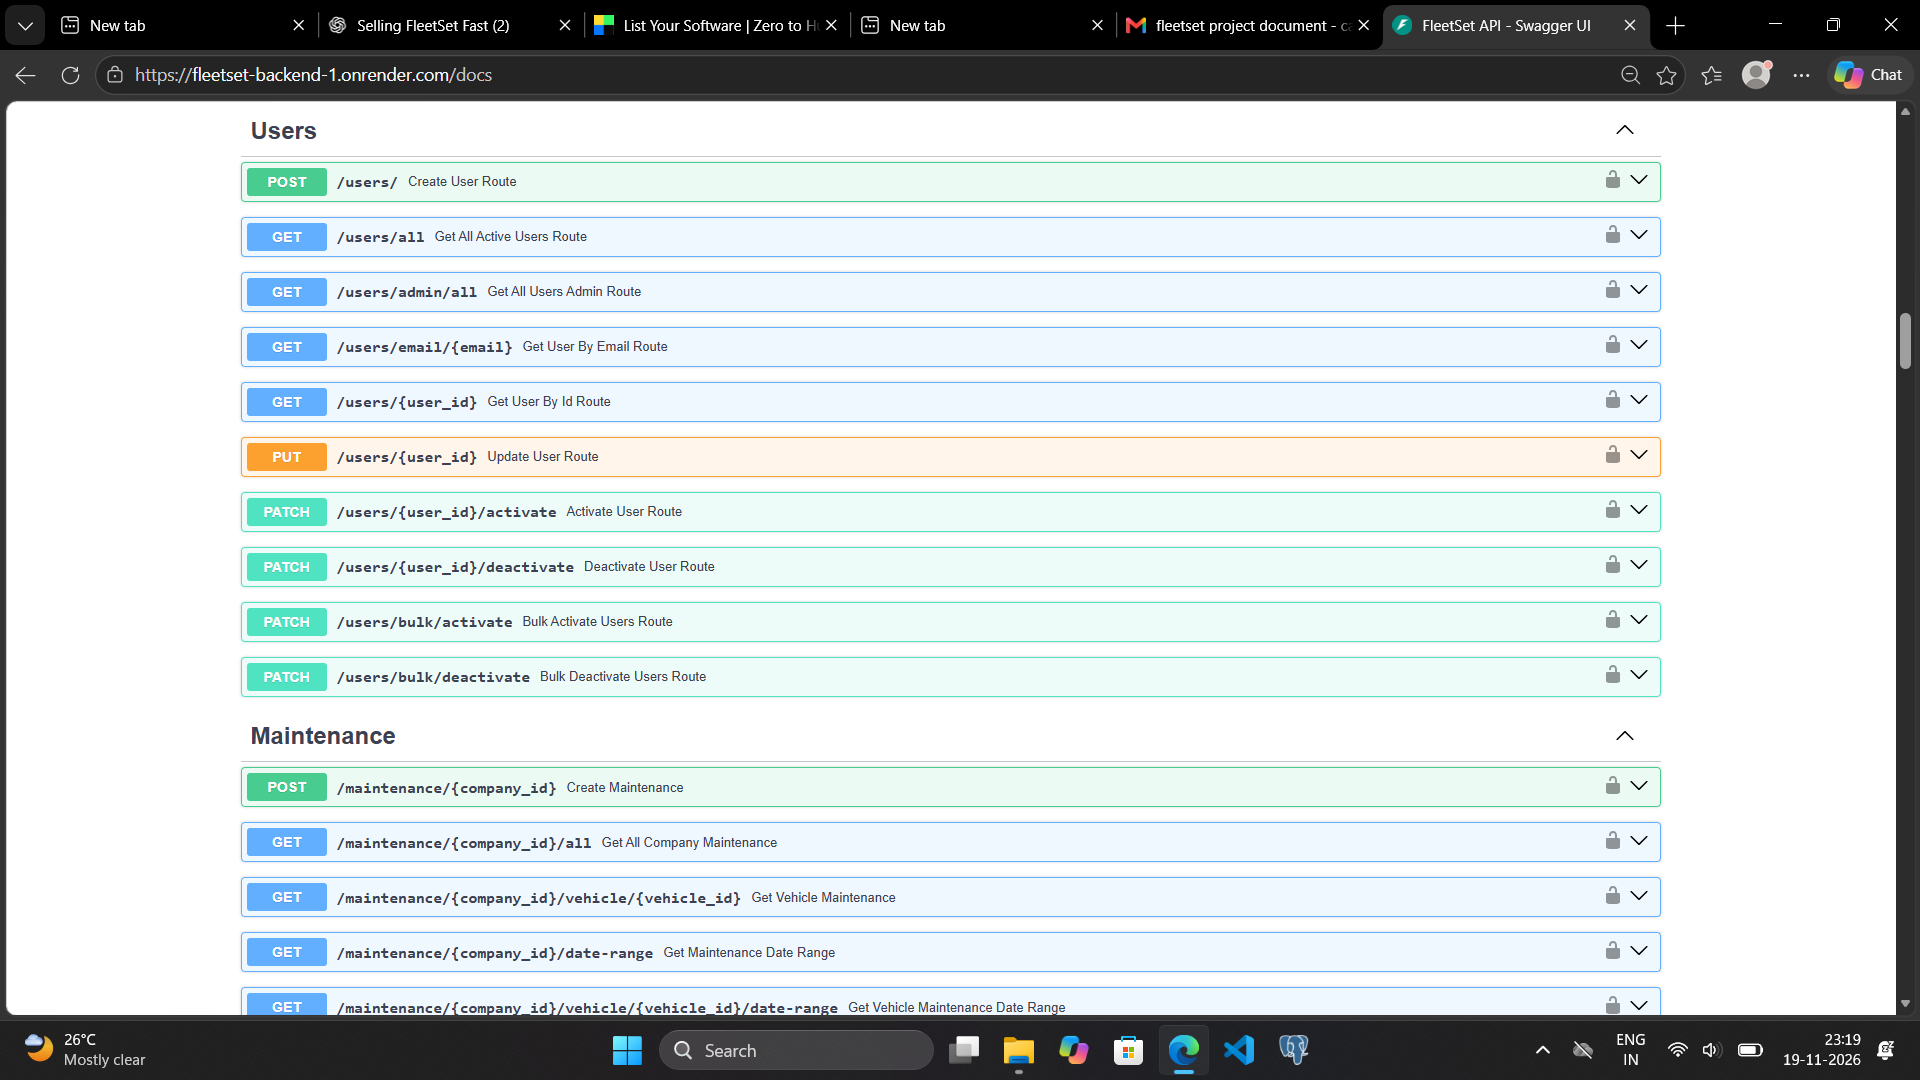 New tab
Selling FleetSet Fast (2)
List Your Software | Zero to H
New tab
fleetset project document - ca
FleetSet API - Swagger UI
https://fleetset-backend-1.onrender.com/docs
Chat
Users
POST /users/ Create User Route
GET /users/all Get All Active Users Route
GET /users/admin/all Get All Users Admin Route
GET /users/email/{email} Get User By Email Route
GET /users/{user_id} Get User By Id Route
PUT /users/{user_id} Update User Route
PATCH /users/{user_id}/activate Activate User Route
PATCH /users/{user_id}/deactivate Deactivate User Route
PATCH /users/bulk/activate Bulk Activate Users Route
PATCH /users/bulk/deactivate Bulk Deactivate Users Route
Maintenance
POST /maintenance/{company_id} Create Maintenance
GET /maintenance/{company_id}/all Get All Company Maintenance
GET /maintenance/{company_id}/vehicle/{vehicle_id} Get Vehicle Maintenance
GET /maintenance/{company_id}/date-range Get Maintenance Date Range
GET /maintenance/{company_id}/vehicle/{vehicle_id}/date-range Get Vehicle Maintenance Date Range
26°C
Mostly clear
Search
ENG
IN
23:19
19-11-2026